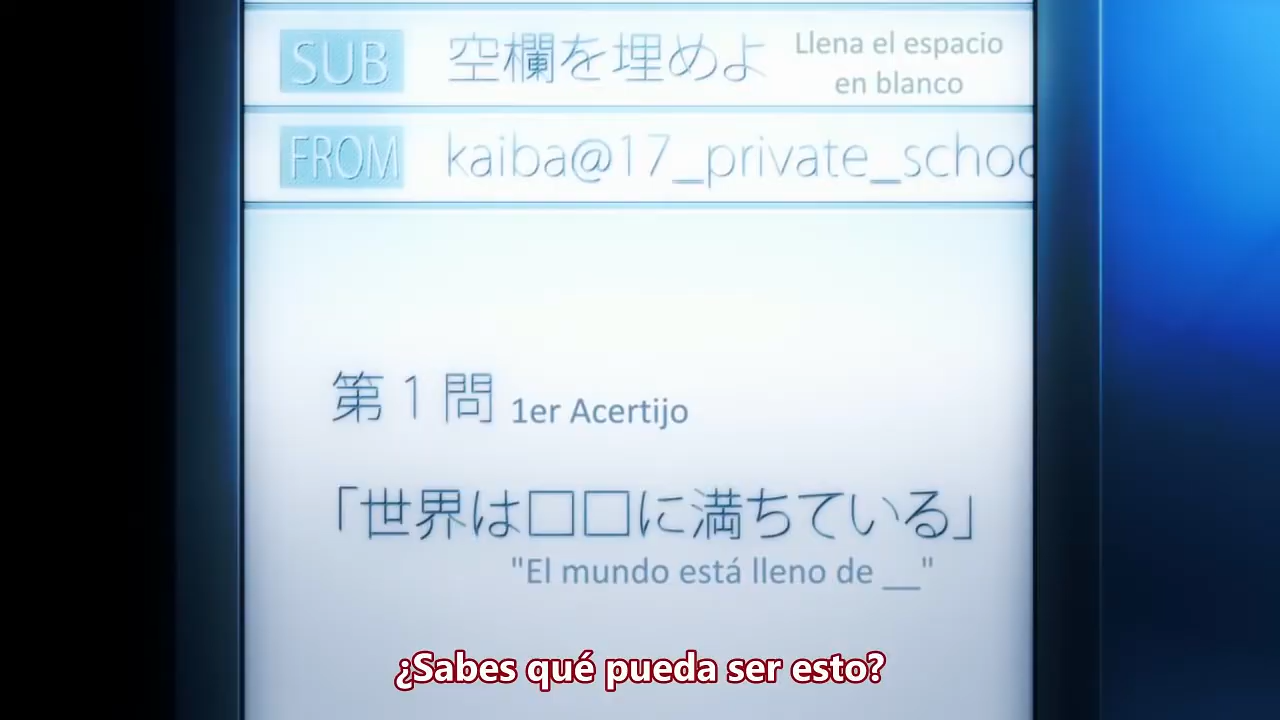 SUB 空欄を埋めよ Llena el espacio
en blanco
FROM kaiba@17_private_schoo
第1問 1er Acertijo
「世界は□□に満ちている」
"El mundo está lleno de __"
¿Sabes qué pueda ser esto?